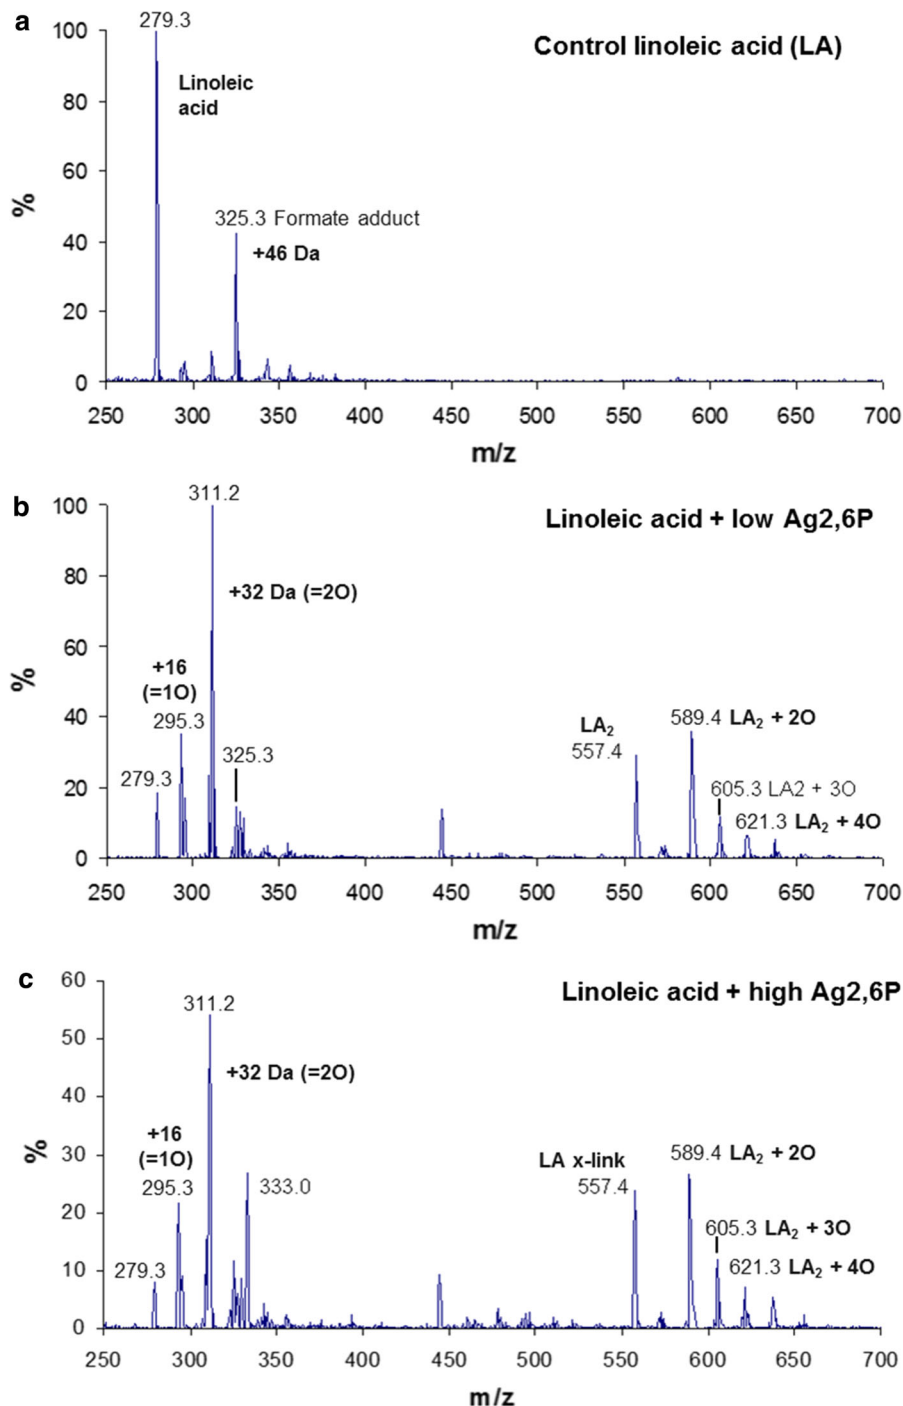 a
279.3
100
Control linoleic acid (LA)
Linoleic
acid
80
60
%
325.3 Formate adduct
40
+46 Da
20
0
250 300 350 400 450 500 550 600 650 700
m/z
b
311.2
100
Linoleic acid + low Ag2,6P
80
+32 Da (=2O)
60
+16
(=1O)
%
295.3
40
LA₂
557.4
589.4 LA₂ + 2O
279.3
325.3
605.3 LA2 + 3O
20
621.3 LA₂ + 4O
0
250 300 350 400 450 500 550 600 650 700
m/z
c
60
311.2
Linoleic acid + high Ag2,6P
50
+32 Da (=2O)
40
+16
(=1O)
%
30
295.3
333.0
LA x-link
557.4
589.4 LA₂ + 2O
20
605.3 LA₂ + 3O
279.3
10
621.3 LA₂ + 4O
0
250 300 350 400 450 500 550 600 650 700
m/z